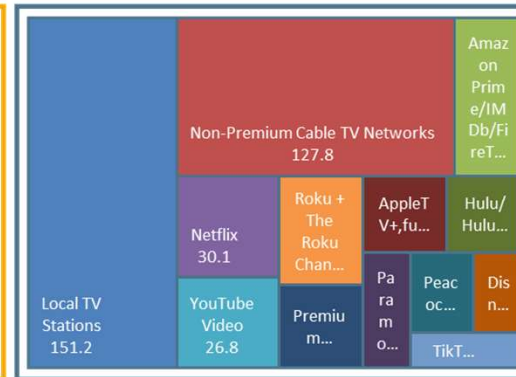 Local TV
Stations
151.2
Non-Premium Cable TV Networks
127.8
Amaz
on
Prim
e/IM
Db/Fi
reT...
Netflix
30.1
YouTube
Video
26.8
Roku +
The
Roku
Chan...
Premiu
m...
AppleT
V+,fu...
Hulu/
Hulu...
Pa
ra
m
o...
Peac
oc...
Dis
n...
TikT...